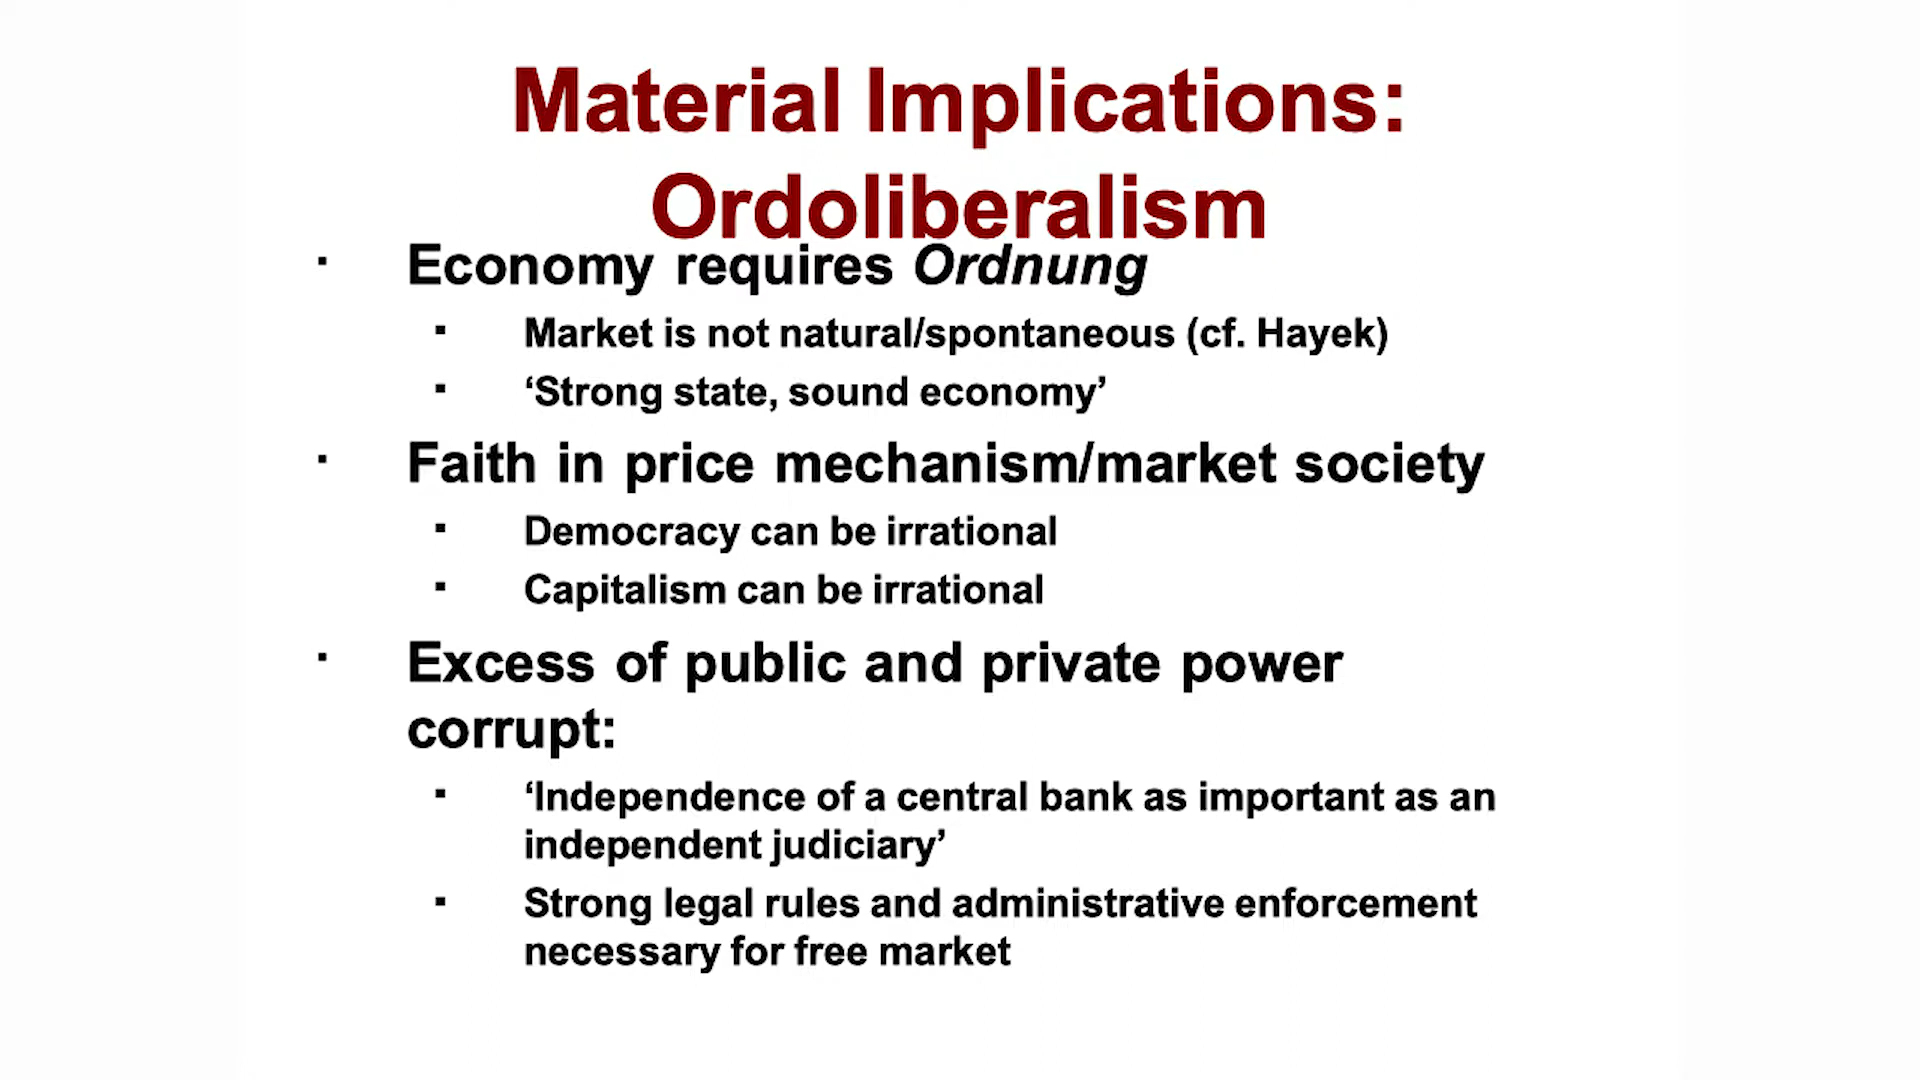 Material Implications:
Ordoliberalism
▪ Economy requires Ordnung
▪ Market is not natural/spontaneous (cf. Hayek)
▪ ‘Strong state, sound economy’
▪ Faith in price mechanism/market society
▪ Democracy can be irrational
▪ Capitalism can be irrational
▪ Excess of public and private power
corrupt:
▪ ‘Independence of a central bank as important as an
independent judiciary’
▪ Strong legal rules and administrative enforcement
necessary for free market